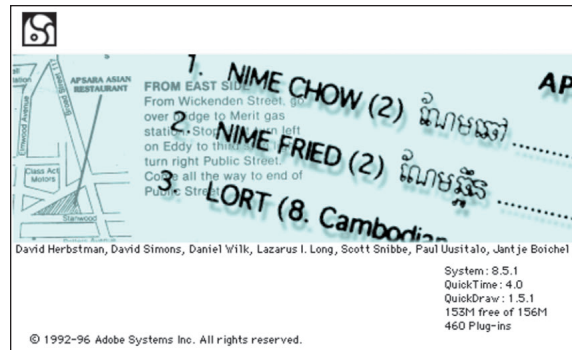 APSARA ASIAN
RESTAURANT
Elmwood Avenue
Class Act
Motors
Stanwood
FROM EAST SIDE
From Wickenden Street, go
over bridge to Merit gas
left
on Eddy to
turn right Public Street.
Come all the way to end of
Public Street
1. NIME CHOW (2) ណែមឆៅ
2. NIME FRIED (2) ណែមឆ្អិន
3. LORT (8. Cambodian
AP
David Herbstman, David Simons, Daniel Wilk, Lazarus I. Long, Scott Snibbe, Paul Uusitalo, Jantje Boichel
System: 8.5.1
QuickTime: 4.0
QuickDraw: 1.5.1
153M free of 156M
460 Plug-ins
© 1992-96 Adobe Systems Inc. All rights reserved.